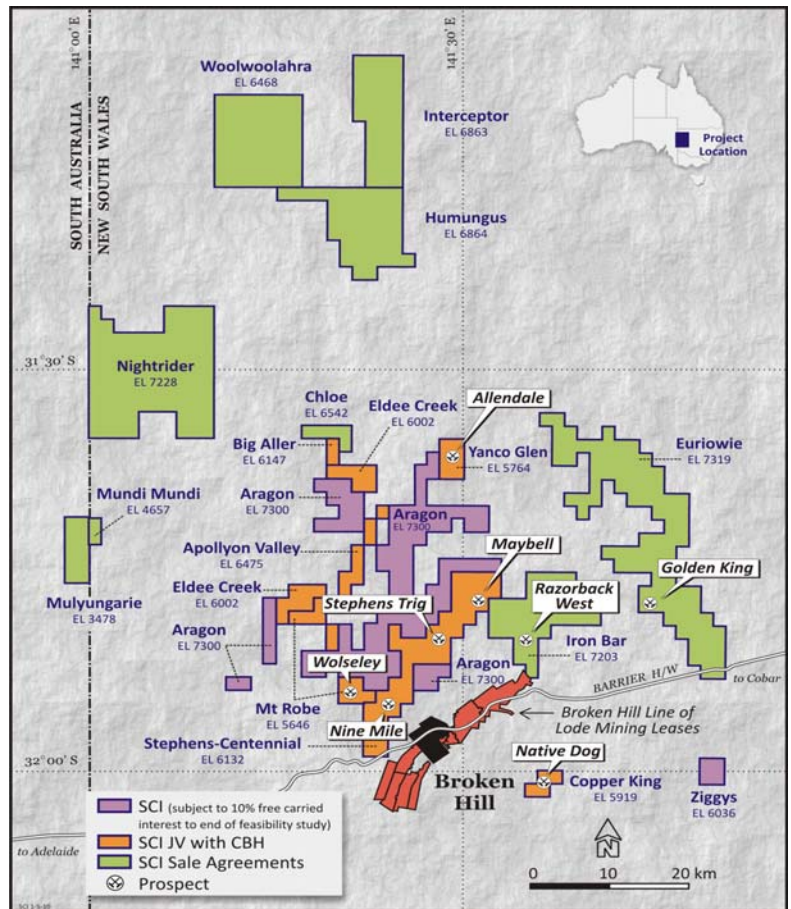 141°00' E
141°30' E
Woolwoolahra
EL 6468
Interceptor
EL 6863
Project
Location
SOUTH AUSTRALIA
NEW SOUTH WALES
Humungus
EL 6864
31°30' S
Nightrider
EL 7228
Chloe
EL 6542
Eldee Creek
EL 6002
Allendale
Big Aller
EL 6147
Yanco Glen
EL 5764
Euriowie
EL 7319
Mundi Mundi
EL 4657
Aragon
EL 7300
Aragon
EL 7300
Apollyon Valley
EL 6475
Maybell
Golden King
Eldee Creek
EL 6002
Stephens Trig
Razorback
West
Mulyungarie
EL 3478
Aragon
EL 7300
Wolseley
Aragon
EL 7300
Iron Bar
EL 7203
BARRIER H/W
to Cobar
Mt Robe
EL 5646
Nine Mile
Broken Hill Line of
Lode Mining Leases
Stephens-Centennial
EL 6132
32°00' S
Broken
Hill
Native Dog
Copper King
EL 5919
Ziggys
EL 6036
SCI (subject to 10% free carried
interest to end of feasibility study)
SCI JV with CBH
SCI Sale Agreements
Prospect
to Adelaide
N
0 10 20 km